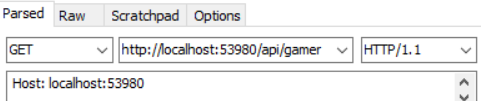 Parsed Raw Scratchpad Options
GET http://localhost:53980/api/gamer HTTP/1.1
Host: localhost:53980